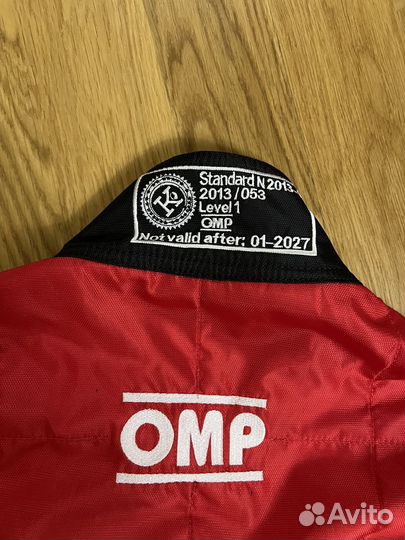 Standard N 2013-
2013/053
Level 1
OMP
Not valid after: 01-2027
OMP
Avito